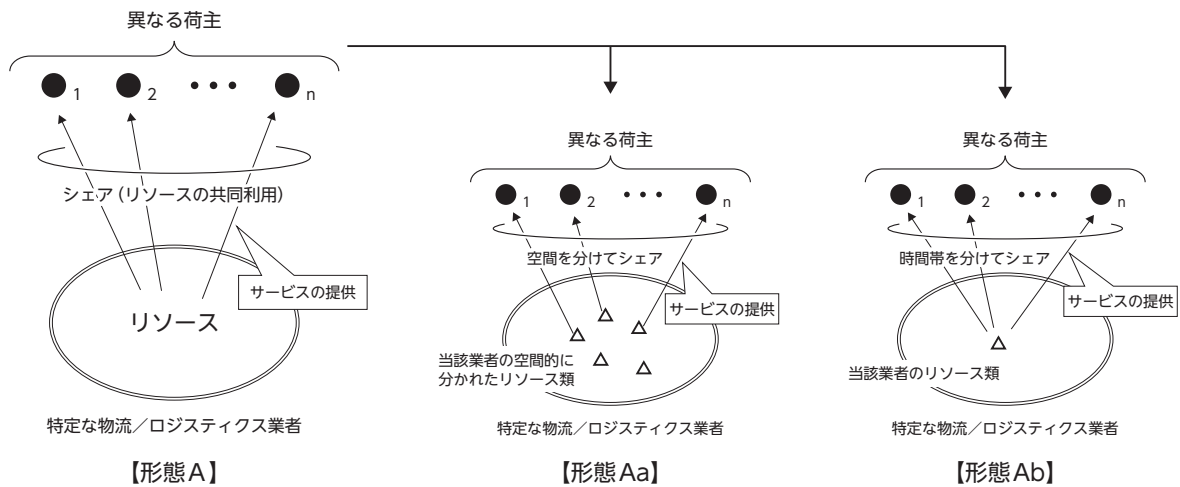 異なる荷主
1 2 ・・・ n
シェア（リソースの共同利用）
サービスの提供
リソース
特定な物流／ロジスティクス業者
【形態A】
異なる荷主
1 2 ・・・ n
空間を分けてシェア
サービスの提供
当該業者の空間的に
分かれたリソース類
特定な物流／ロジスティクス業者
【形態Aa】
異なる荷主
1 2 ・・・ n
時間帯を分けてシェア
サービスの提供
当該業者のリソース類
特定な物流／ロジスティクス業者
【形態Ab】